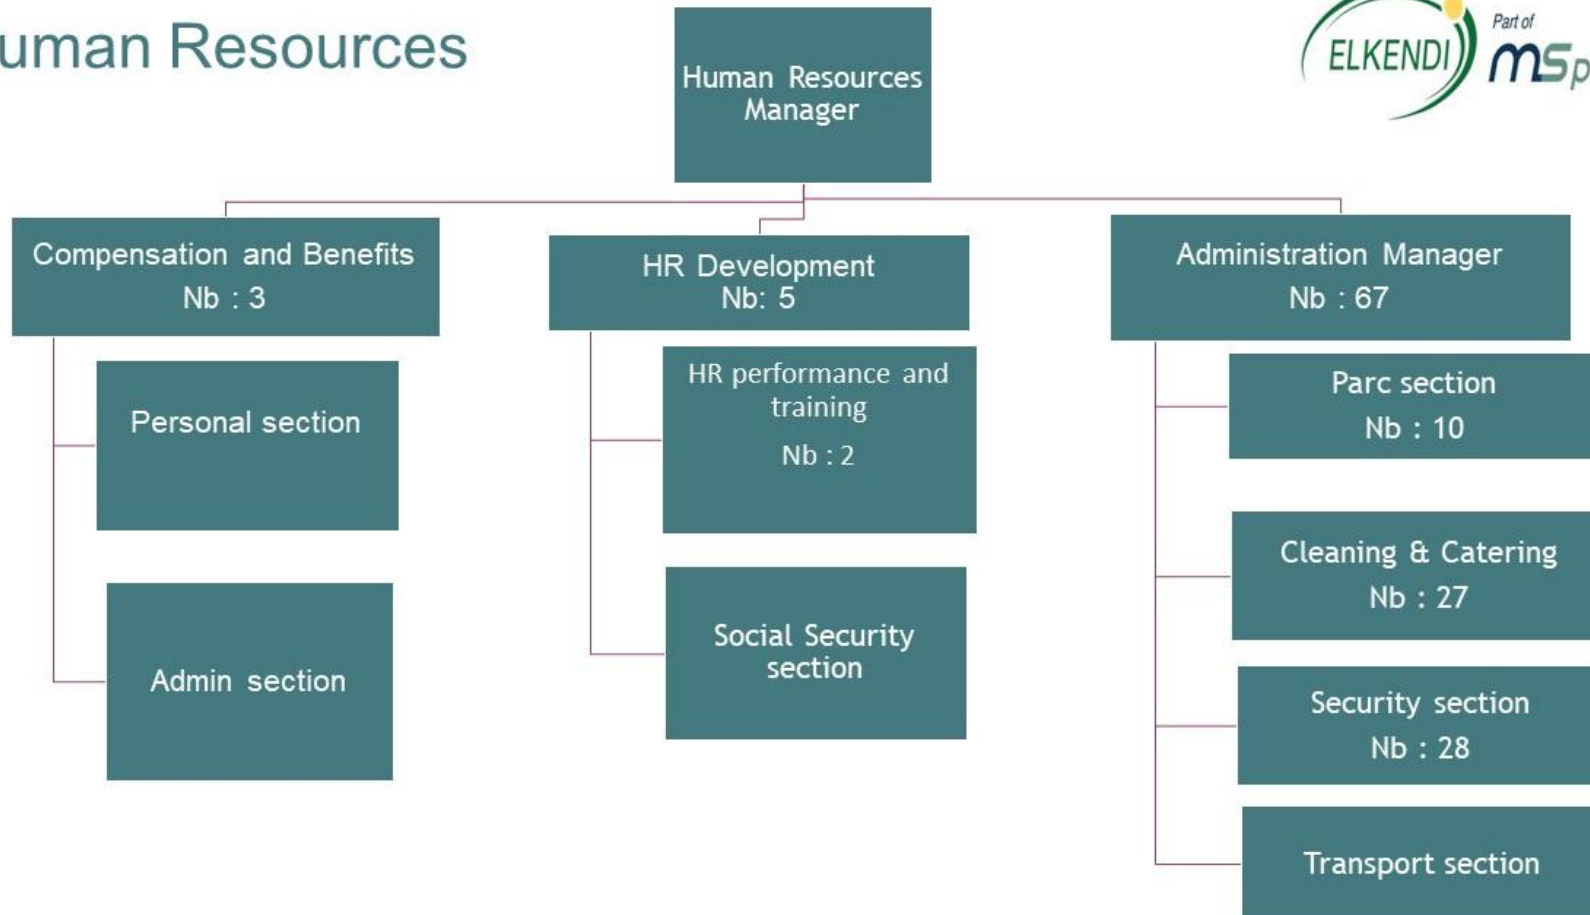 uman Resources
ELKENDI
Part of
mSp
Human Resources
Manager
Compensation and Benefits
Nb : 3
Personal section
Admin section
HR Development
Nb: 5
HR performance and
training
Nb : 2
Social Security
section
Administration Manager
Nb : 67
Parc section
Nb : 10
Cleaning & Catering
Nb : 27
Security section
Nb : 28
Transport section